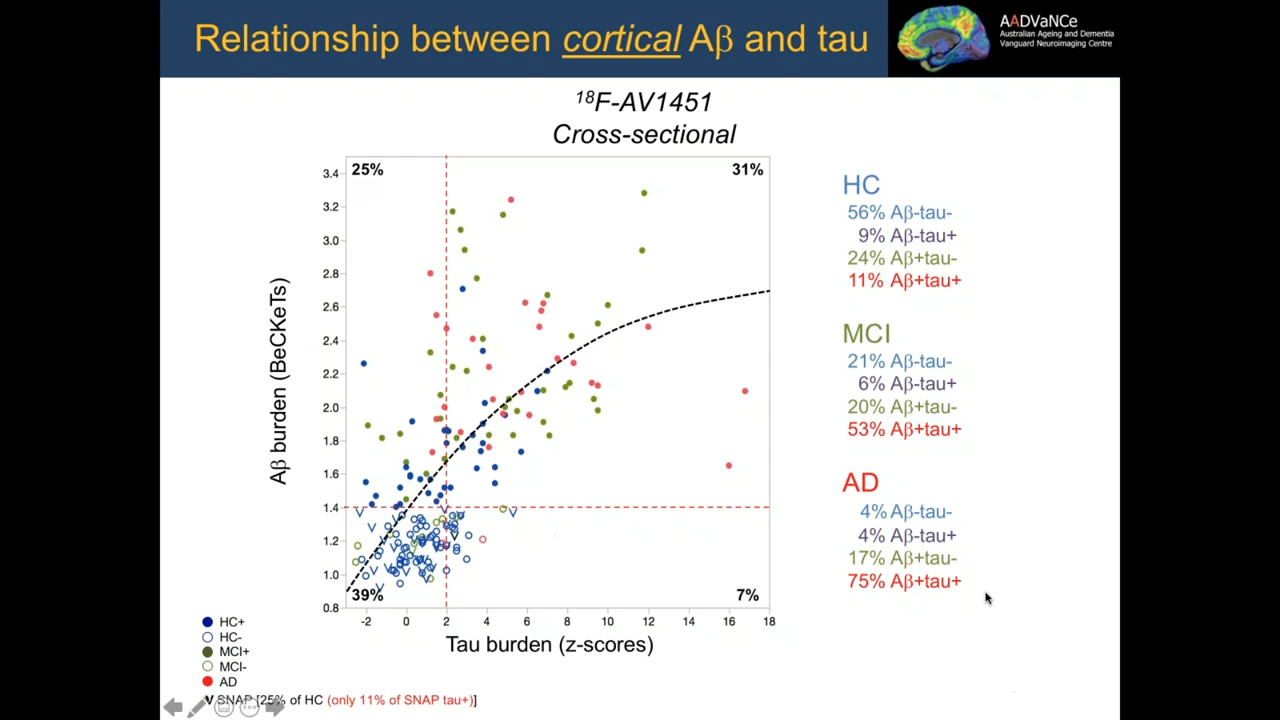 Relationship between cortical Aβ and tau
AADVaNCe
Australian Ageing and Dementia
Vanguard Neuroimaging Centre
18F-AV1451
Cross-sectional
25%
31%
3.4
3.2
3.0
2.8
2.6
2.4
2.2
2.0
1.8
1.6
1.4
1.2
1.0
0.8
Aβ burden (BeCKeTs)
39%
7%
-2 0 2 4 6 8 10 12 14 16 18
Tau burden (z-scores)
HC
56% Aβ-tau-
9% Aβ-tau+
24% Aβ+tau-
11% Aβ+tau+
MCI
21% Aβ-tau-
6% Aβ-tau+
20% Aβ+tau-
53% Aβ+tau+
AD
4% Aβ-tau-
4% Aβ-tau+
17% Aβ+tau-
75% Aβ+tau+
HC+
HC-
MCI+
MCI-
AD
V SNAP [25% of HC (only 11% of SNAP tau+)]